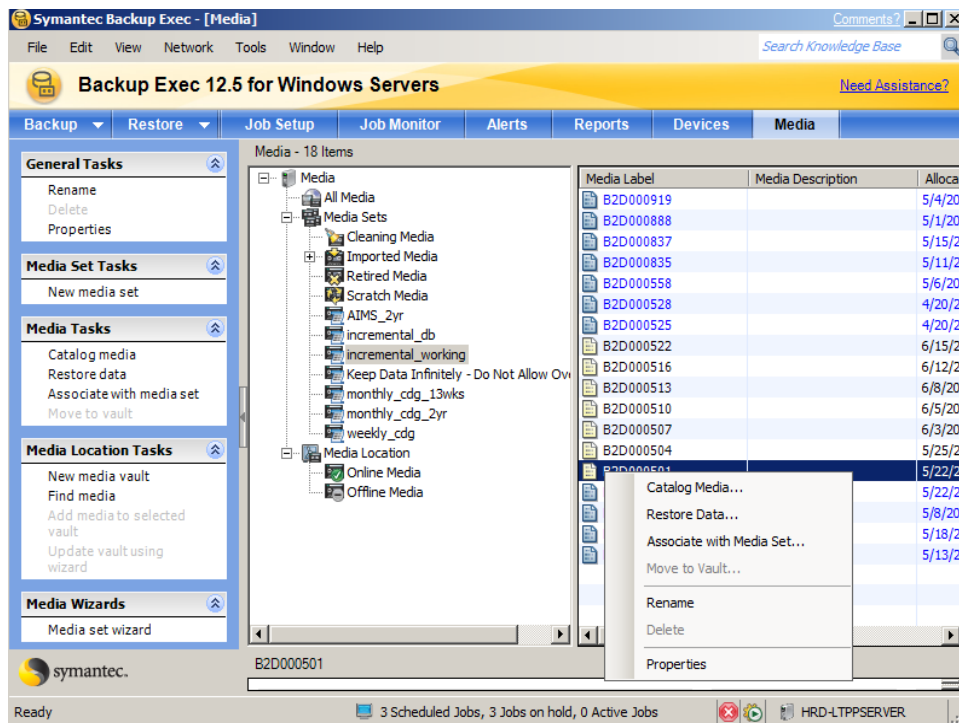 Symantec Backup Exec - [Media]
Comments?
File Edit View Network Tools Window Help
Search Knowledge Base
Backup Exec 12.5 for Windows Servers
Need Assistance?
Backup Restore Job Setup Job Monitor Alerts Reports Devices Media
General Tasks
Rename
Delete
Properties
Media Set Tasks
New media set
Media Tasks
Catalog media
Restore data
Associate with media set
Move to vault
Media Location Tasks
New media vault
Find media
Add media to selected
vault
Update vault using
wizard
Media Wizards
Media set wizard
symantec.
Media - 18 Items
Media
All Media
Media Sets
Cleaning Media
Imported Media
Retired Media
Scratch Media
AIMS_2yr
incremental_db
incremental_working
Keep Data Infinitely - Do Not Allow Ov
monthly_cdg_13wks
monthly_cdg_2yr
weekly_cdg
Media Location
Online Media
Offline Media
Media Label Media Description Alloca
B2D000919 5/4/20
B2D000888 5/1/20
B2D000837 5/15/2
B2D000835 5/11/2
B2D000558 5/6/20
B2D000528 4/20/2
B2D000525 4/20/2
B2D000522 6/15/2
B2D000516 6/12/2
B2D000513 6/8/20
B2D000510 6/5/20
B2D000507 6/3/20
B2D000504 5/25/2
B2D000501 5/22/2
5/22/2
5/8/20
5/18/2
5/13/2
Catalog Media...
Restore Data...
Associate with Media Set...
Move to Vault...
Rename
Delete
Properties
B2D000501
Ready
3 Scheduled Jobs, 3 Jobs on hold, 0 Active Jobs
HRD-LTPPSERVER